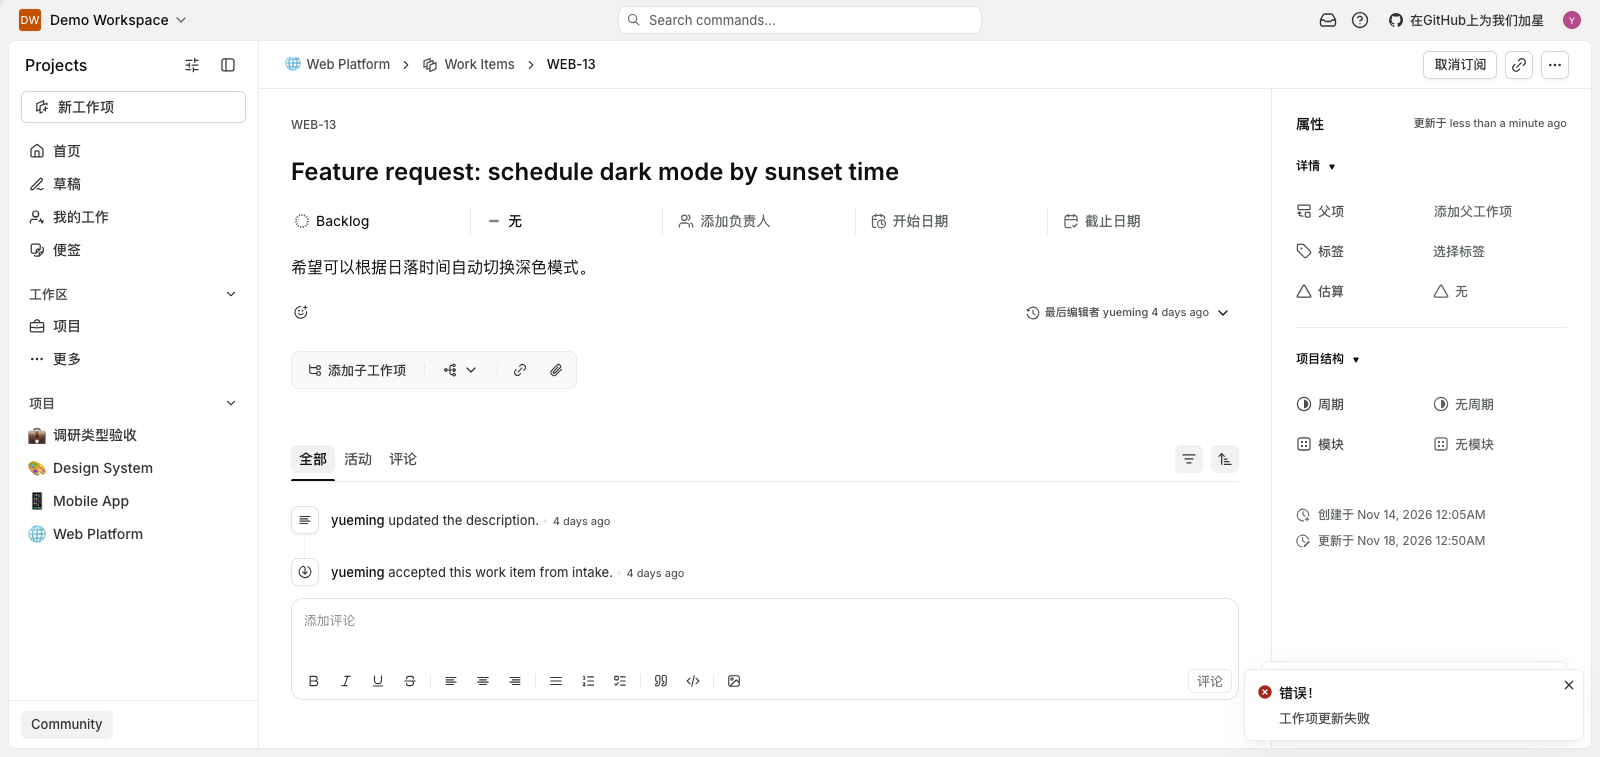 DW Demo Workspace
Search commands...
在GitHub上为我们加星
Y
Projects
新工作项
首页
草稿
我的工作
便签
工作区
项目
更多
项目
调研类型验收
Design System
Mobile App
Web Platform
Community
Web Platform
Work Items
WEB-13
取消订阅
WEB-13
Feature request: schedule dark mode by sunset time
Backlog
无
添加负责人
开始日期
截止日期
希望可以根据日落时间自动切换深色模式。
最后编辑者 yueming 4 days ago
添加子工作项
全部
活动
评论
yueming updated the description. 4 days ago
yueming accepted this work item from intake. 4 days ago
添加评论
B I U S
评论
属性
更新于 less than a minute ago
详情
父项 添加父工作项
标签 选择标签
估算 无
项目结构
周期 无周期
模块 无模块
创建于 Nov 14, 2026 12:05AM
更新于 Nov 18, 2026 12:50AM
错误！
工作项更新失败